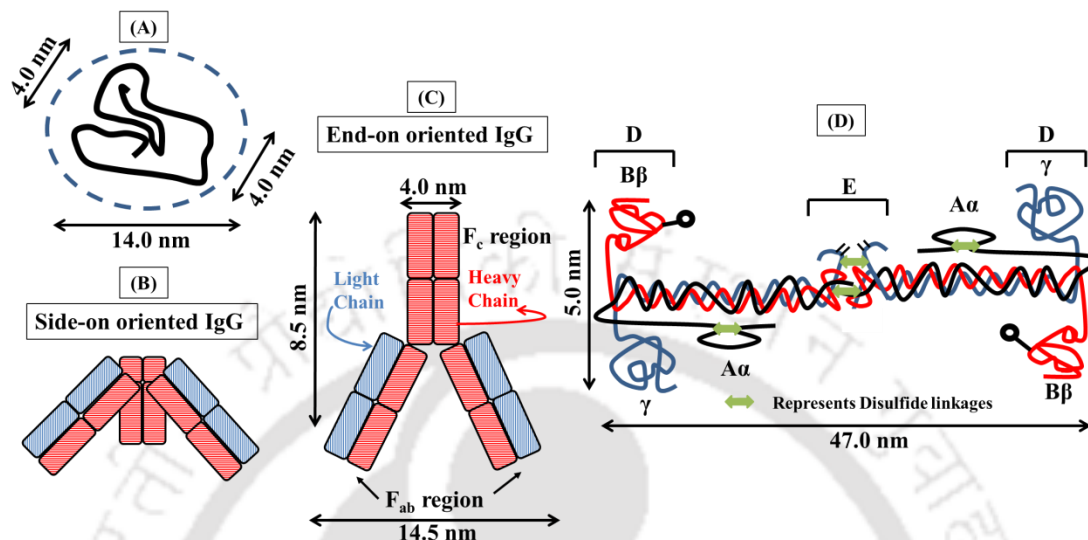 (A)
4.0 nm
4.0 nm
14.0 nm
(B)
Side-on oriented IgG
(C)
End-on oriented IgG
4.0 nm
Fc region
Light
Chain
Heavy
Chain
8.5 nm
Fab region
14.5 nm
(D)
D
Bβ
E
Aα
D
γ
5.0 nm
γ
Aα
Bβ
Represents Disulfide linkages
47.0 nm